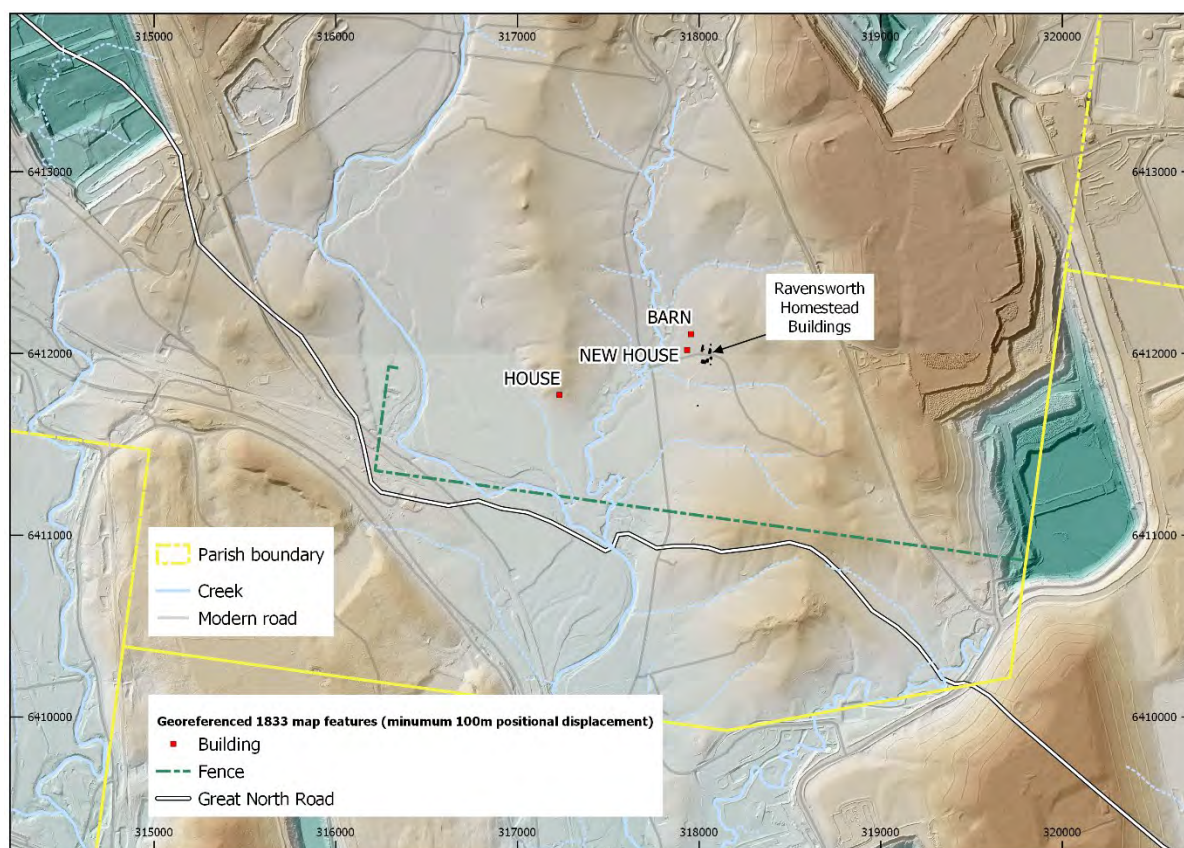 315000
316000
317000
318000
319000
320000
6413000
6413000
Ravensworth
Homestead
Buildings
BARN
NEW HOUSE
6412000
6412000
HOUSE
6411000
6411000
Parish boundary
Creek
Modern road
6410000
6410000
Georeferenced 1833 map features (minumum 100m positional displacement)
Building
Fence
Great North Road
315000
316000
317000
318000
319000
320000